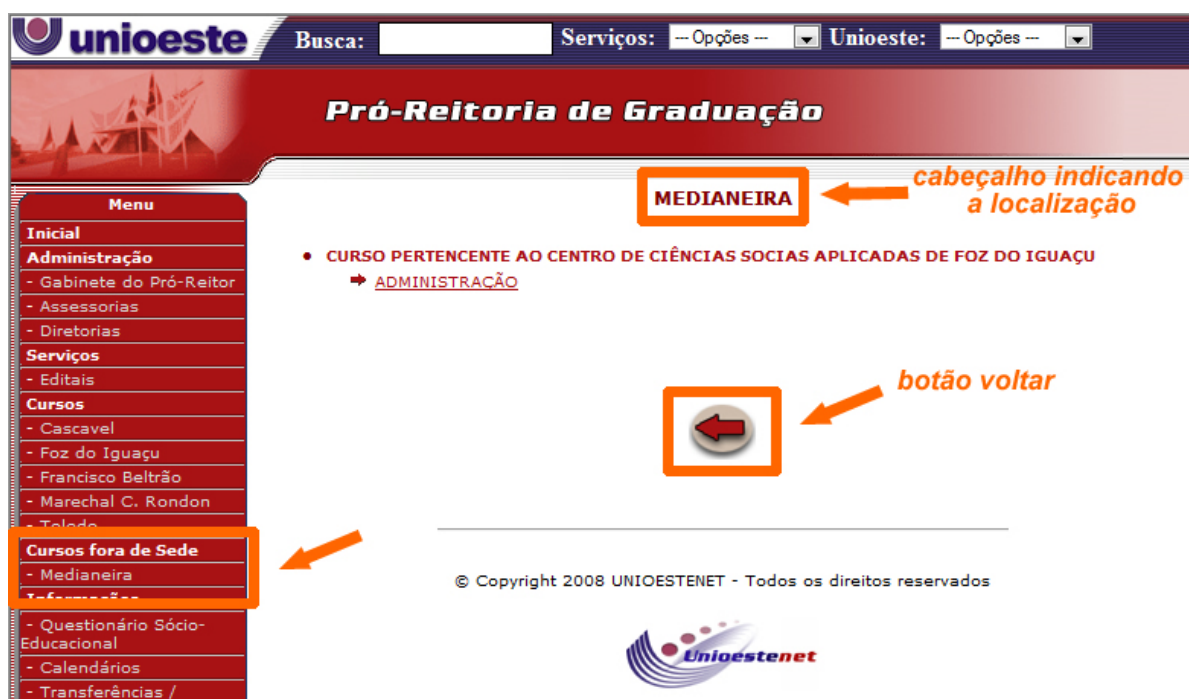 unioeste Busca: Serviços: -- Opções -- Unioeste: -- Opções --
Pró-Reitoria de Graduação
cabeçalho indicando
a localização
MEDIANEIRA
Menu
Inicial
Administração
- Gabinete do Pró-Reitor
- Assessorias
- Diretorias
Serviços
- Editais
Cursos
- Cascavel
- Foz do Iguaçu
- Francisco Beltrão
- Marechal C. Rondon
- Toledo
Cursos fora de Sede
- Medianeira
Informações
- Questionário Sócio-
Educacional
- Calendários
- Transferências /
• CURSO PERTENCENTE AO CENTRO DE CIÊNCIAS SOCIAS APLICADAS DE FOZ DO IGUAÇU
ADMINISTRAÇÃO
botão voltar
© Copyright 2008 UNIOESTENET - Todos os direitos reservados
Unioestenet